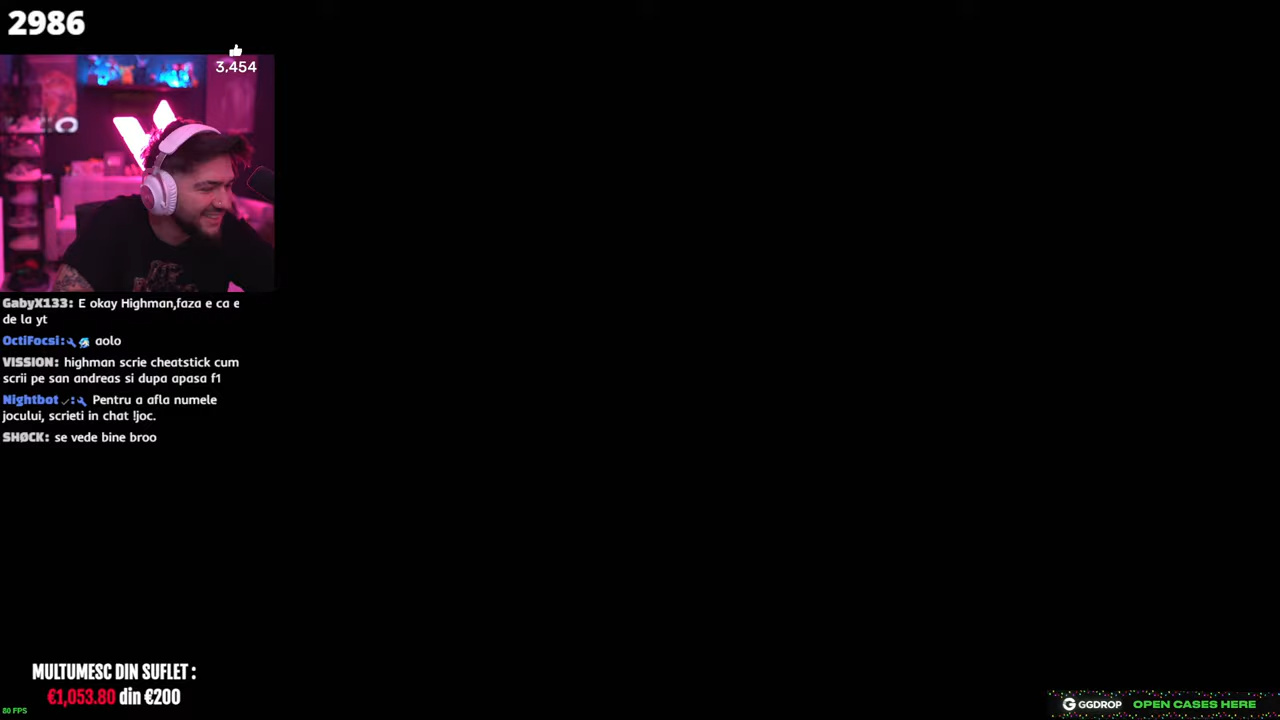 2986
3,454
GabyX133: E okay Highman,faza e ca e
de la yt
OctiFocsi: aolo
VISSION: highman scrie cheatstick cum
scrii pe san andreas si dupa apasa f1
Nightbot: Pentru a afla numele
jocului, scrieti in chat !joc.
SHØCK: se vede bine broo
MULTUMESC DIN SUFLET :
€1,053.80 din €200
80 FPS
GGDROP OPEN CASES HERE